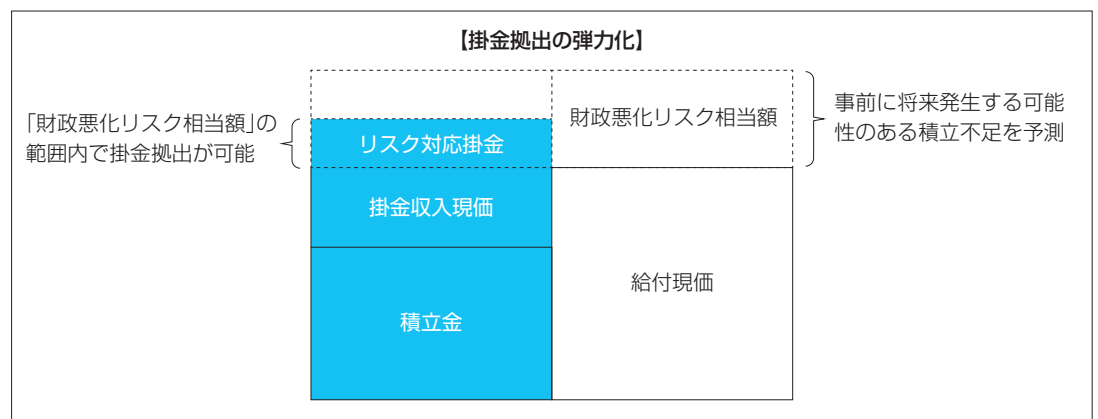 【掛金拠出の弾力化】
「財政悪化リスク相当額」の
範囲内で掛金拠出が可能
リスク対応掛金
掛金収入現価
積立金
財政悪化リスク相当額
給付現価
事前に将来発生する可能
性のある積立不足を予測